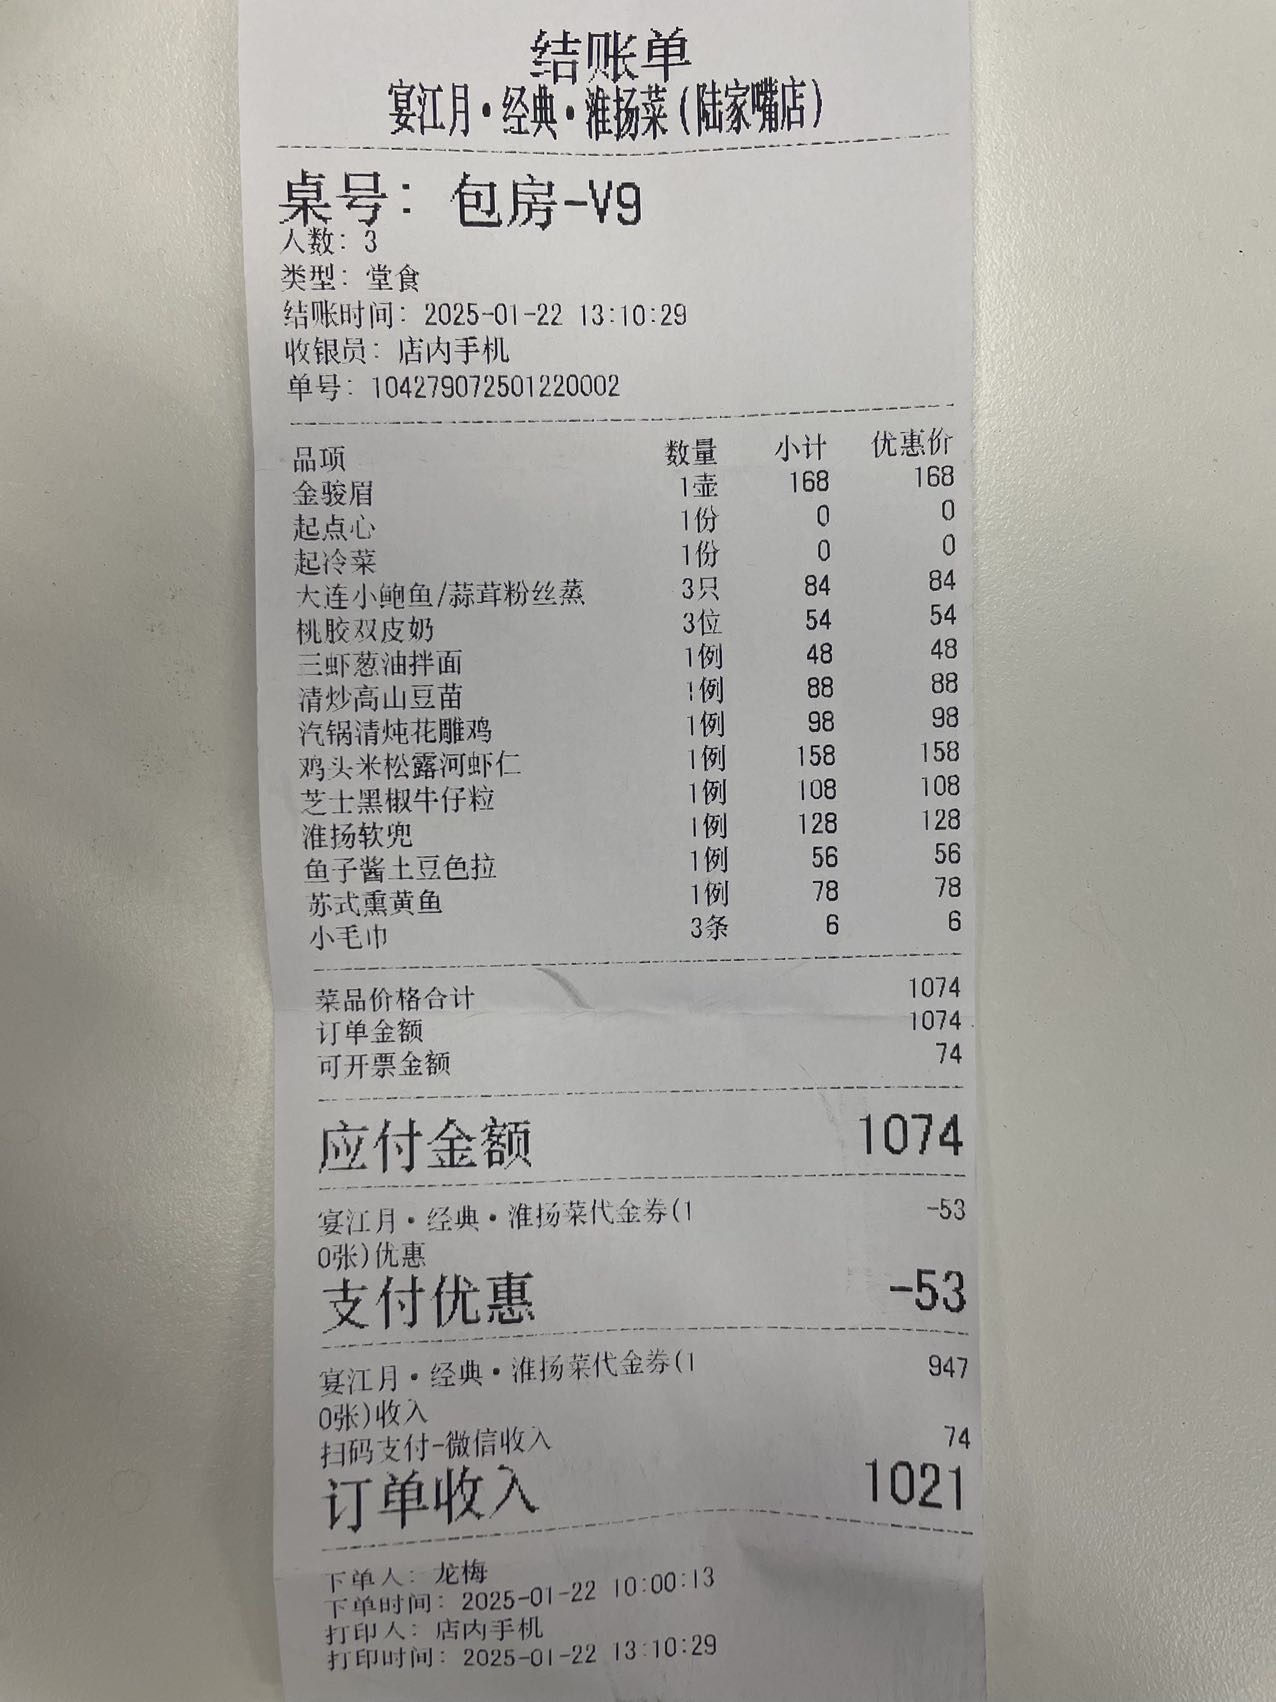 结账单
宴江月·经典·淮扬菜(陆家嘴店)
桌号: 包房-V9
人数: 3
类型: 堂食
结账时间: 2025-01-22 13:10:29
收银员: 店内手机
单号: 104279072501220002
品项 数量 小计 优惠价
金骏眉 1壶 168 168
起点心 1份 0 0
起冷菜 1份 0 0
大连小鲍鱼/蒜茸粉丝蒸 3只 84 84
桃胶双皮奶 3位 54 54
三虾葱油拌面 1例 48 48
清炒高山豆苗 1例 88 88
汽锅清炖花雕鸡 1例 98 98
鸡头米松露河虾仁 1例 158 158
芝士黑椒牛仔粒 1例 108 108
淮扬软兜 1例 128 128
鱼子酱土豆色拉 1例 56 56
苏式熏黄鱼 1例 78 78
小毛巾 3条 6 6
菜品价格合计 1074
订单金额 1074
可开票金额 74
应付金额 1074
宴江月·经典·淮扬菜代金券(1 -53
0张)优惠
支付优惠 -53
宴江月·经典·淮扬菜代金券(1 947
0张)收入
扫码支付-微信收入 74
订单收入 1021
下单人: 龙梅
下单时间: 2025-01-22 10:00:13
打印人: 店内手机
打印时间: 2025-01-22 13:10:29